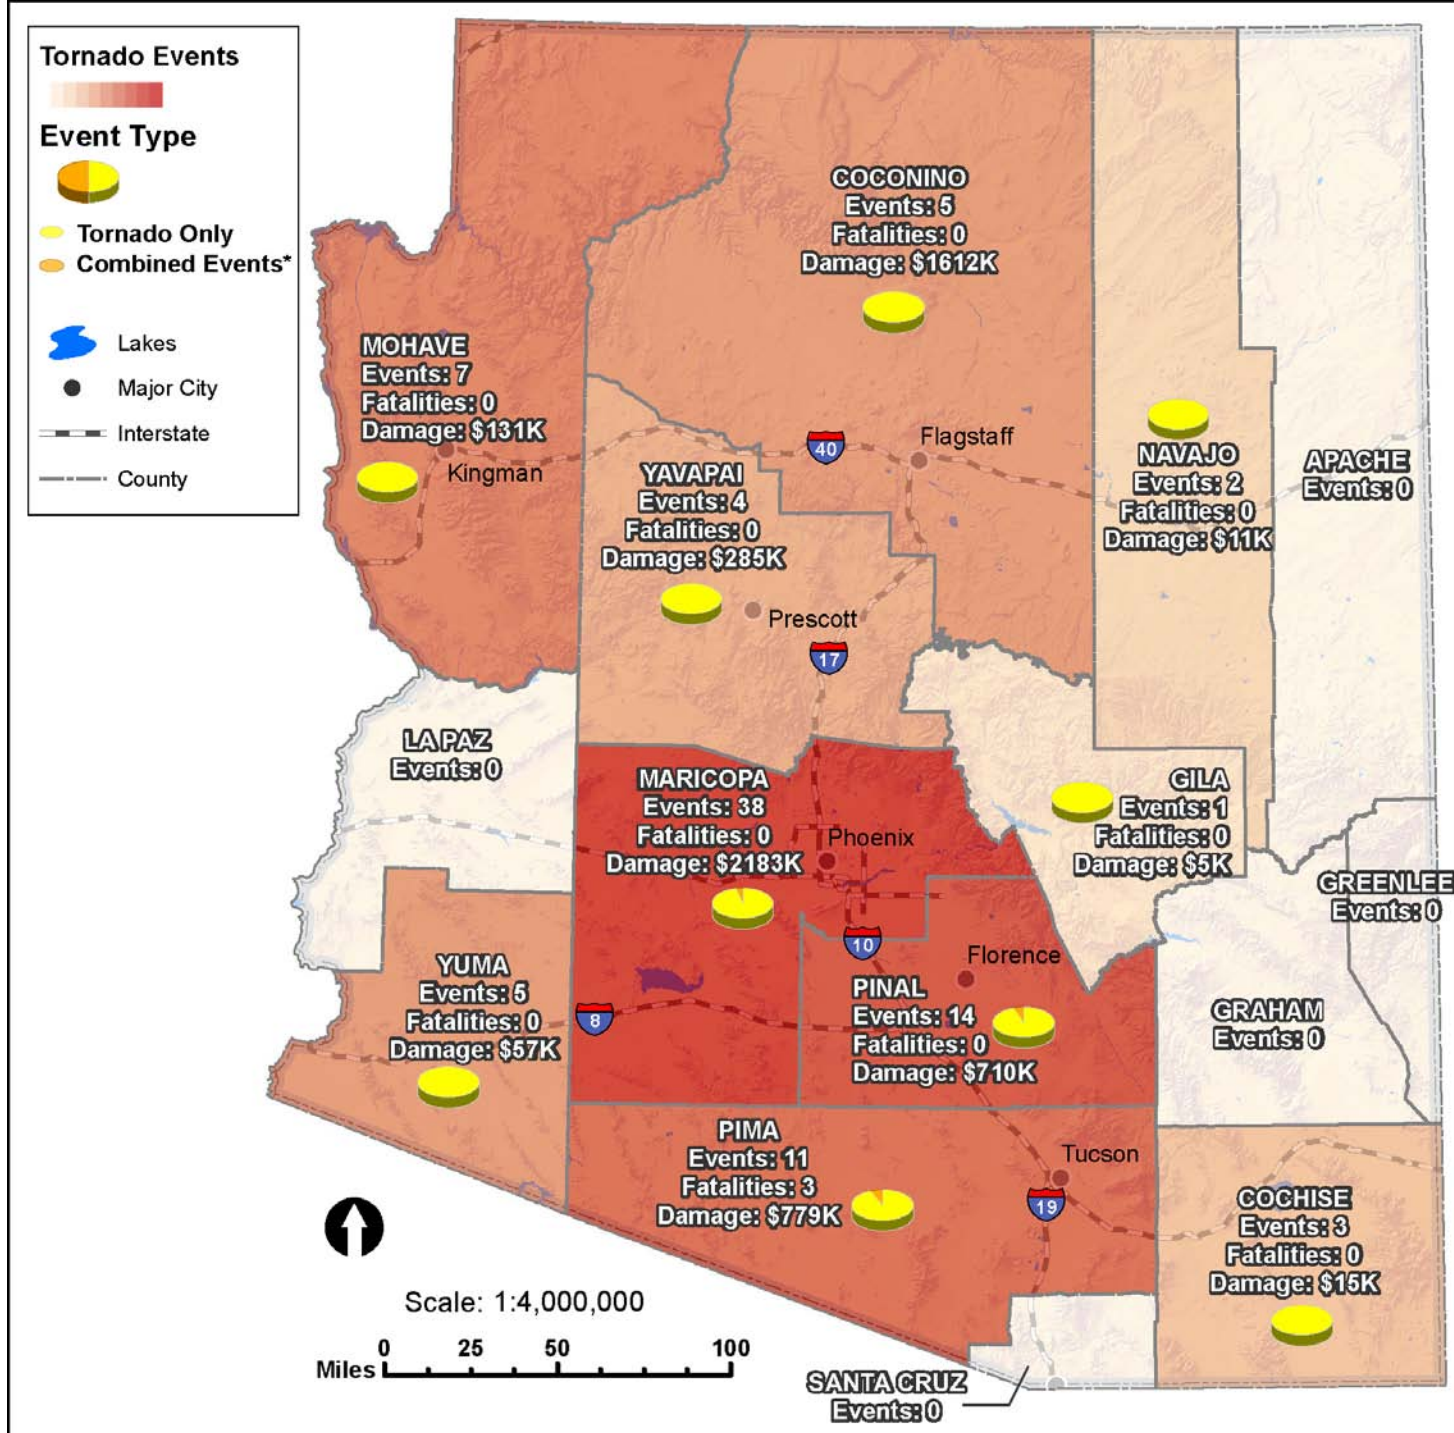 Tornado Events
Event Type
Tornado Only
Combined Events*
Lakes
Major City
Interstate
County
COCONINO
Events: 5
Fatalities: 0
Damage: $1612K
MOHAVE
Events: 7
Fatalities: 0
Damage: $131K
Kingman
40
Flagstaff
NAVAJO
Events: 2
Fatalities: 0
Damage: $11K
APACHE
Events: 0
YAVAPAI
Events: 4
Fatalities: 0
Damage: $285K
Prescott
17
LA PAZ
Events: 0
MARICOPA
Events: 38
Fatalities: 0
Damage: $2183K
Phoenix
GILA
Events: 1
Fatalities: 0
Damage: $5K
GREENLEE
Events: 0
YUMA
Events: 5
Fatalities: 0
Damage: $57K
8
10
Florence
PINAL
Events: 14
Fatalities: 0
Damage: $710K
GRAHAM
Events: 0
PIMA
Events: 11
Fatalities: 3
Damage: $779K
Tucson
19
COCHISE
Events: 3
Fatalities: 0
Damage: $15K
SANTA CRUZ
Events: 0
Scale: 1:4,000,000
0 25 50 100
Miles